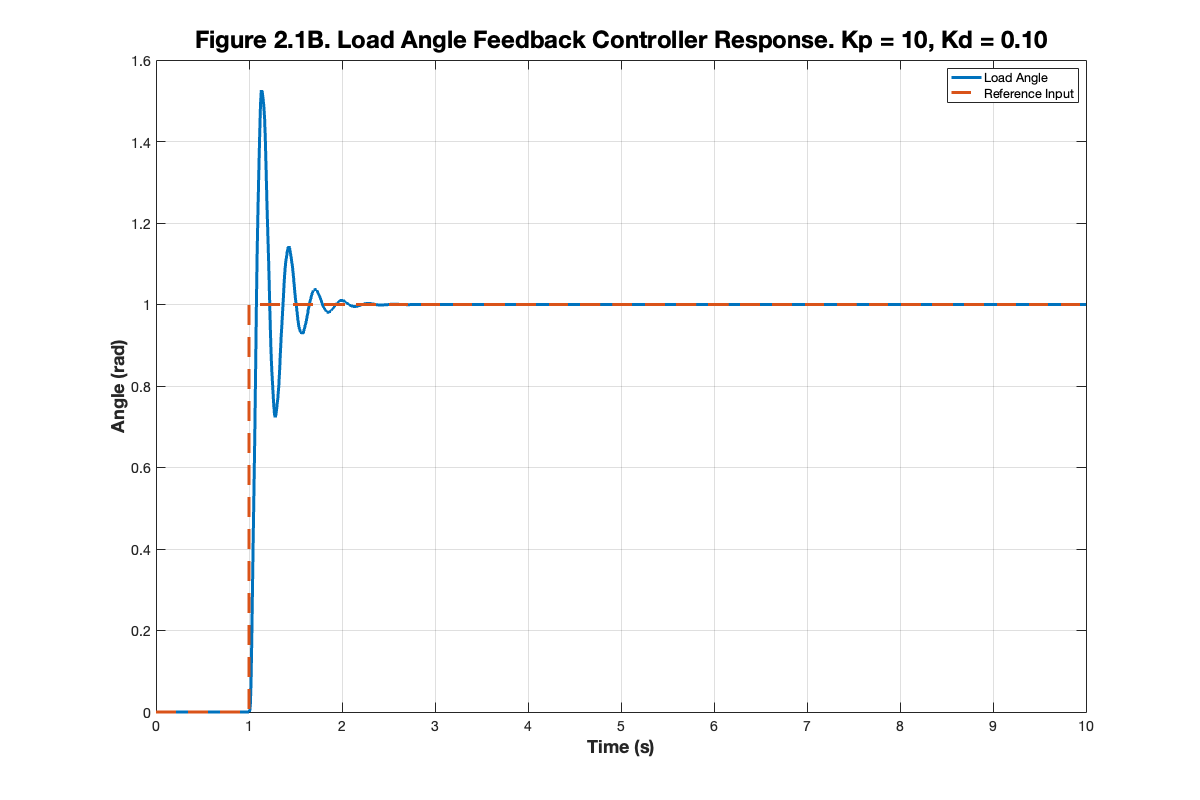 Figure 2.1B. Load Angle Feedback Controller Response. Kp = 10, Kd = 0.10
Load Angle
Reference Input
1.6
1.4
1.2
1
0.8
0.6
0.4
0.2
0
Angle (rad)
0 1 2 3 4 5 6 7 8 9 10
Time (s)